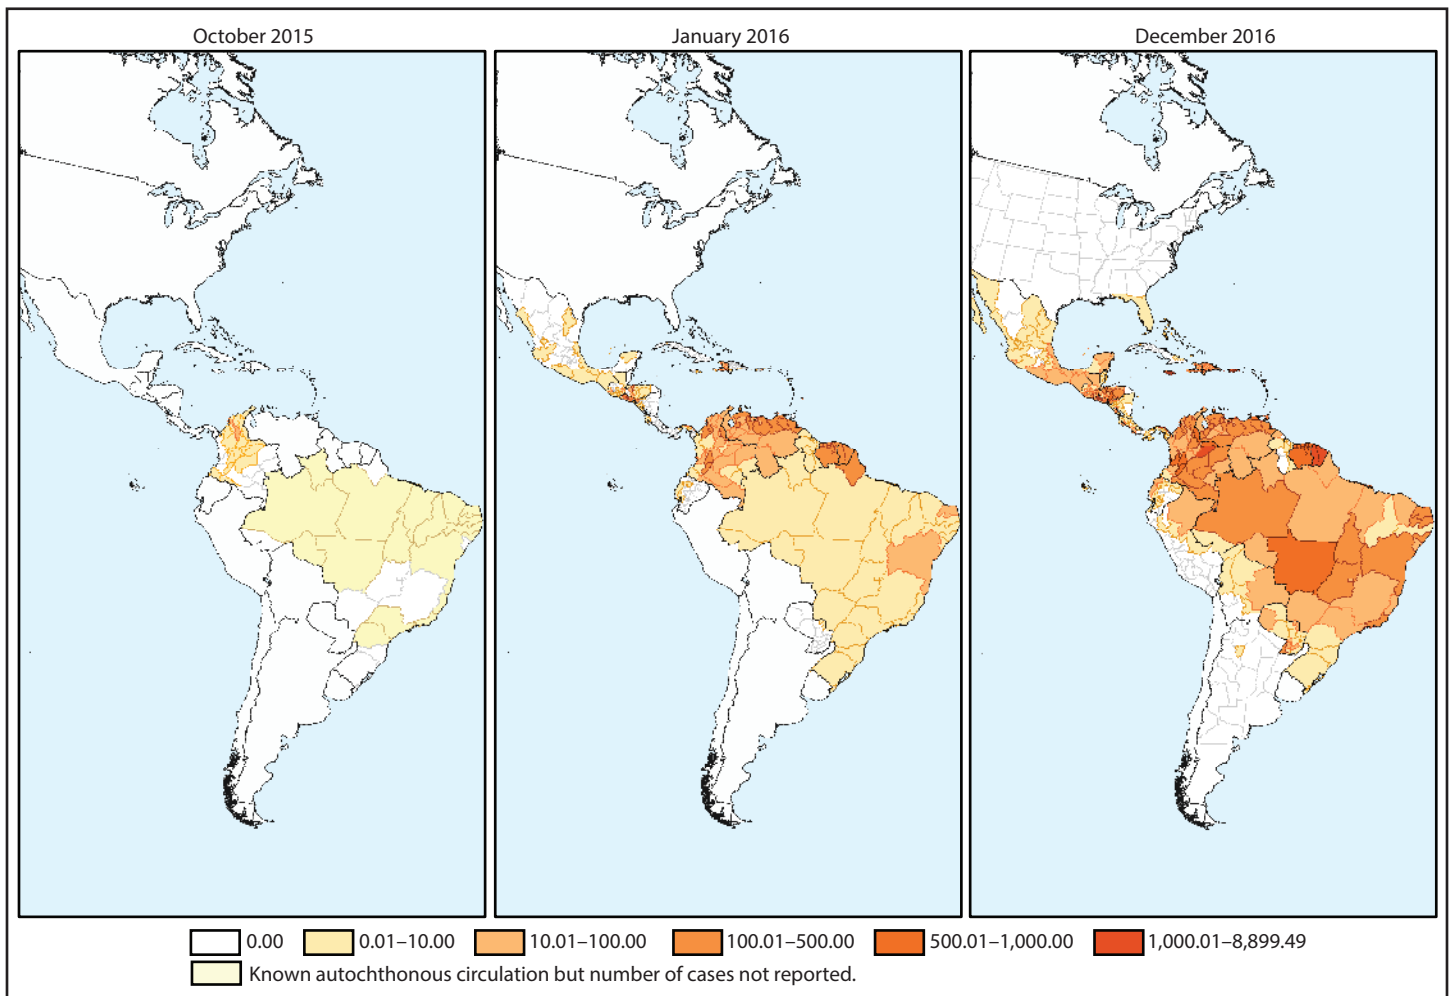 October 2015
January 2016
December 2016
0.00
0.01–10.00
10.01–100.00
100.01–500.00
500.01–1,000.00
1,000.01–8,899.49
Known autochthonous circulation but number of cases not reported.